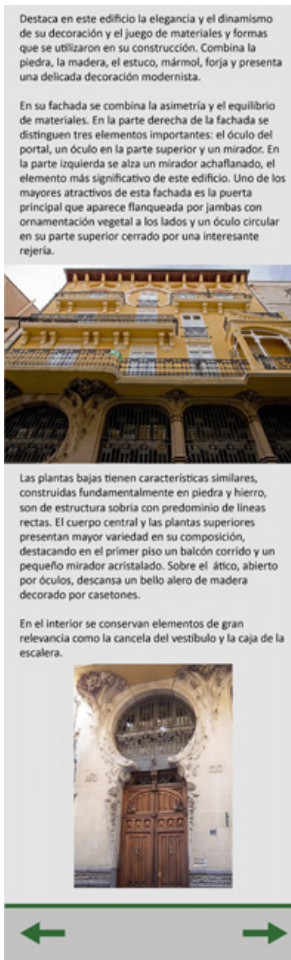 Destaca en este edificio la elegancia y el dinamismo
de su decoración y el juego de materiales y formas
que se utilizaron en su construcción. Combina la
piedra, la madera, el estuco, mármol, forja y presenta
una delicada decoración modernista.
En su fachada se combina la asimetría y el equilibrio
de materiales. En la parte derecha de la fachada se
distinguen tres elementos importantes: el óculo del
portal, un óculo en la parte superior y un mirador. En
la parte izquierda se alza un mirador achaflanado, el
elemento más significativo de este edificio. Uno de los
mayores atractivos de esta fachada es la puerta
principal que aparece flanqueada por jambas con
ornamentación vegetal a los lados y un óculo circular
en su parte superior cerrado por una interesante
rejería.
Las plantas bajas tienen características similares,
construidas fundamentalmente en piedra y hierro,
son de estructura sobria con predominio de líneas
rectas. El cuerpo central y las plantas superiores
presentan mayor variedad en su composición,
destacando en el primer piso un balcón corrido y un
pequeño mirador acristalado. Sobre el ático, abierto
por óculos, descansa un bello alero de madera
decorado por casetones.
En el interior se conservan elementos de gran
relevancia como la cancela del vestíbulo y la caja de la
escalera.